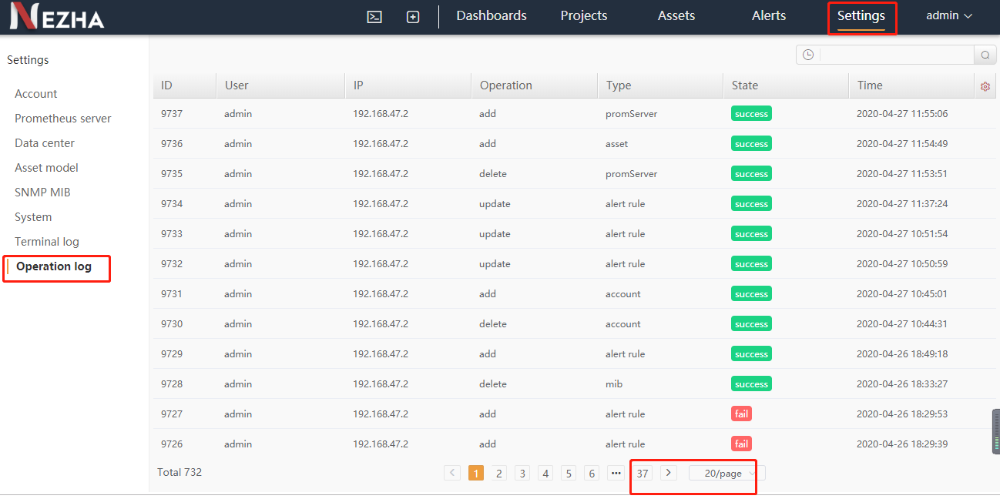 NEZHA
Dashboards Projects Assets Alerts Settings admin
Settings
Account
Prometheus server
Data center
Asset model
SNMP MIB
System
Terminal log
Operation log
ID User IP Operation Type State Time
9737 admin 192.168.47.2 add promServer success 2020-04-27 11:55:06
9736 admin 192.168.47.2 add asset success 2020-04-27 11:54:49
9735 admin 192.168.47.2 delete promServer success 2020-04-27 11:53:51
9734 admin 192.168.47.2 update alert rule success 2020-04-27 11:37:24
9733 admin 192.168.47.2 update alert rule success 2020-04-27 10:51:54
9732 admin 192.168.47.2 update alert rule success 2020-04-27 10:50:59
9731 admin 192.168.47.2 add account success 2020-04-27 10:45:01
9730 admin 192.168.47.2 delete account success 2020-04-27 10:44:31
9729 admin 192.168.47.2 add alert rule success 2020-04-26 18:49:18
9728 admin 192.168.47.2 delete mib success 2020-04-26 18:33:27
9727 admin 192.168.47.2 add alert rule fail 2020-04-26 18:29:53
9726 admin 192.168.47.2 add alert rule fail 2020-04-26 18:29:39
Total 732 < 1 2 3 4 5 6 ••• 37 > 20/page